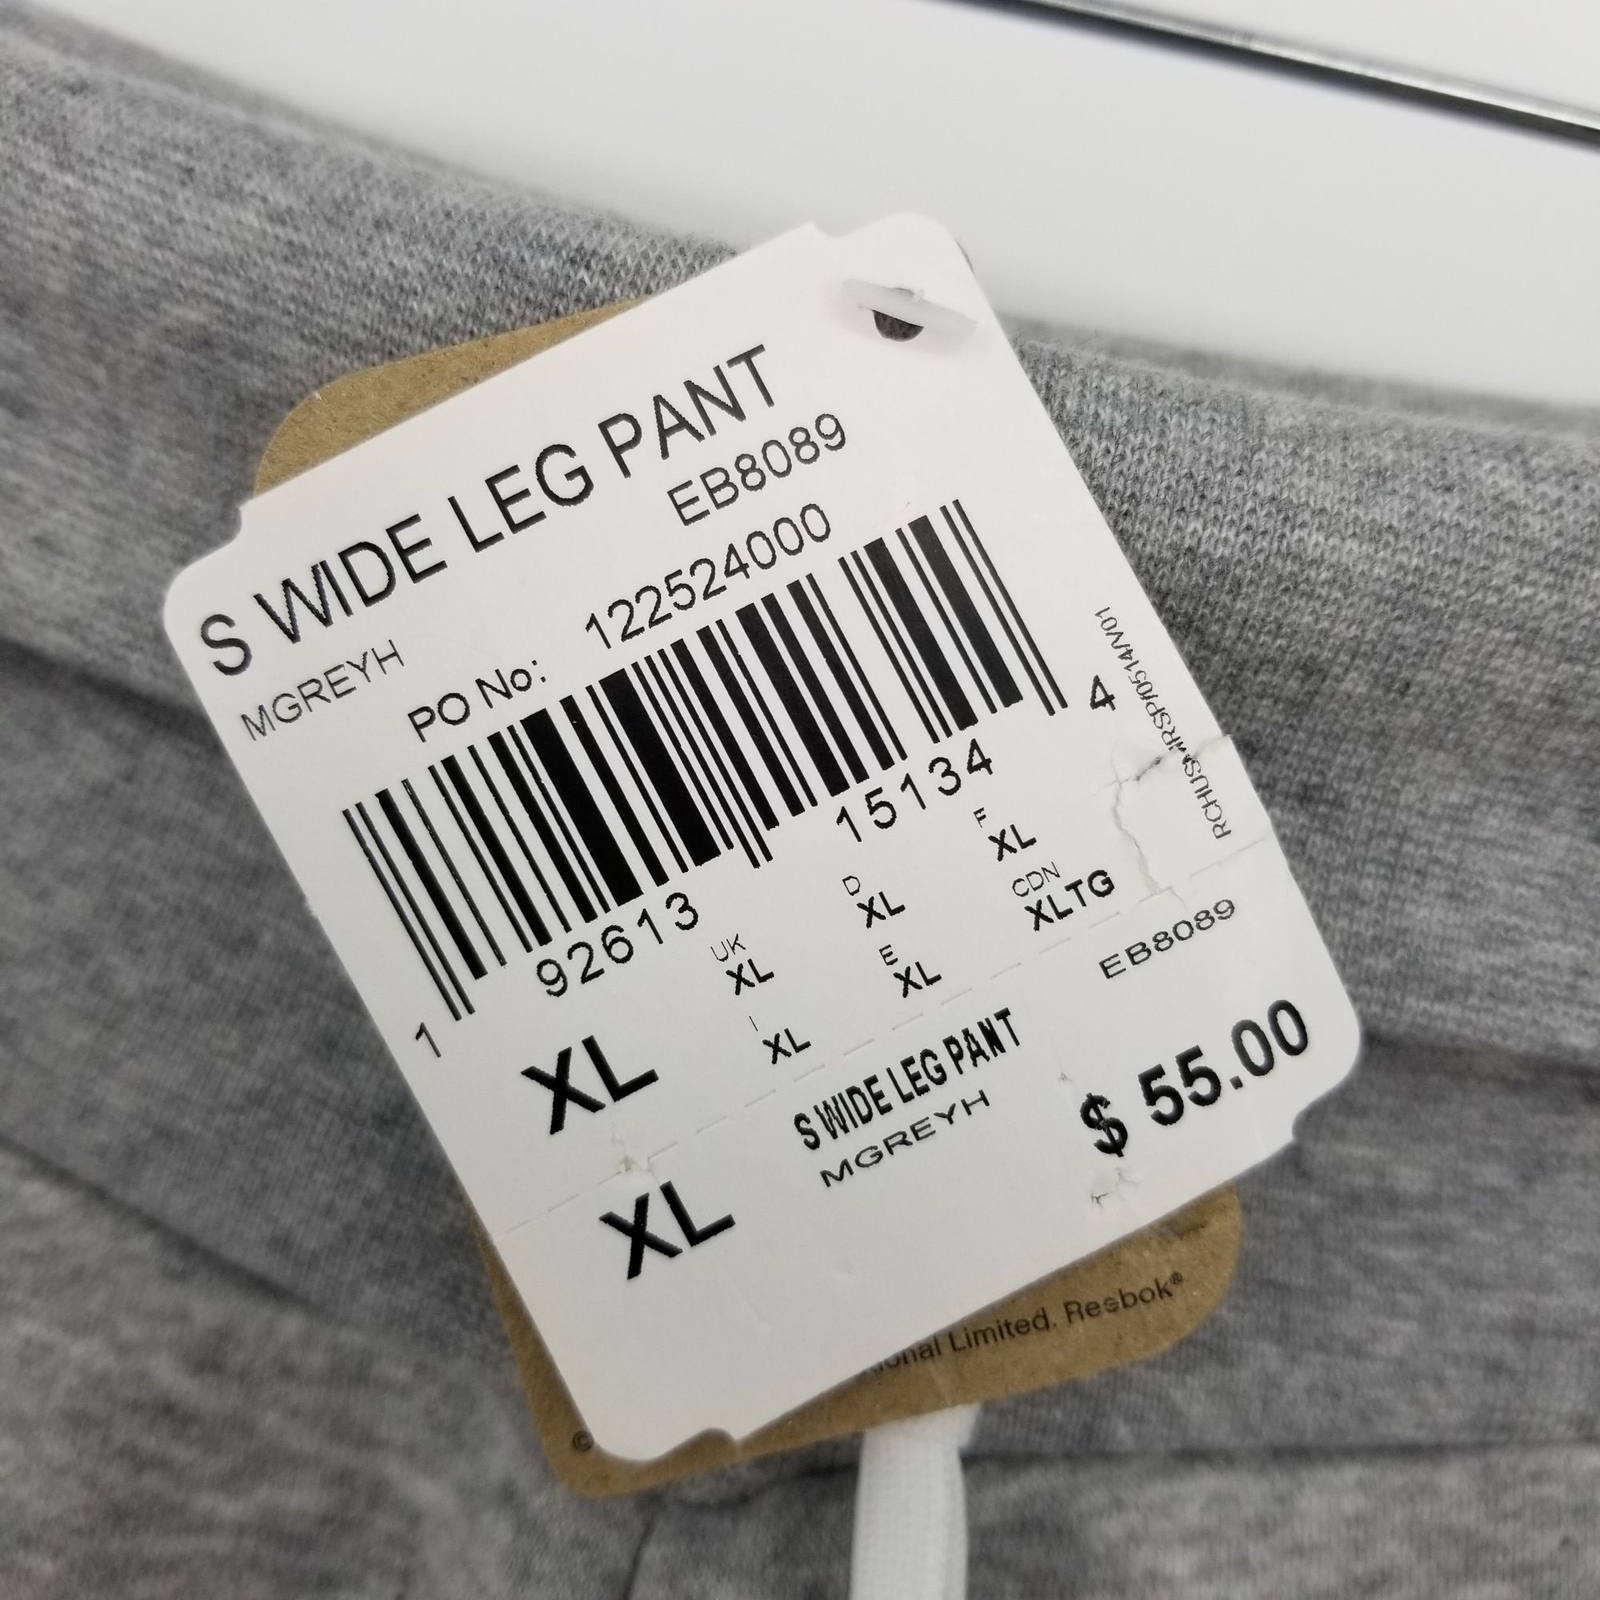 S WIDE LEG PANT
MGREYH
EB8089
PO No: 122524000
1 92613 15134 4
XL
UK XL
D XL
F XL
I XL
E XL
CDN XLTG
EB8089
XL
S WIDE LEG PANT
MGREYH
$ 55.00
Limited. Reebok®
©